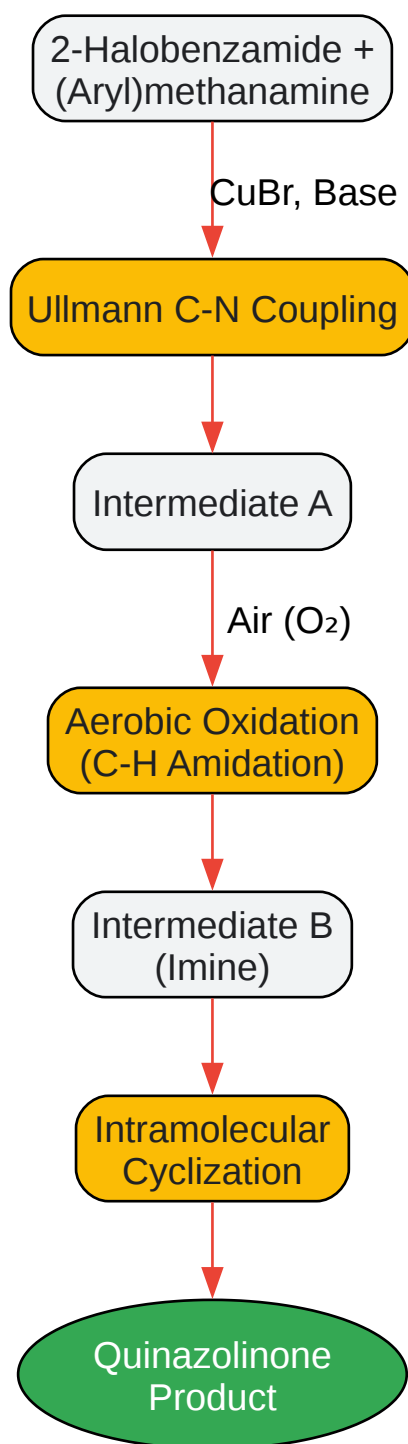 2-Halobenzamide +
(Aryl)methanamine
CuBr, Base
Ullmann C-N Coupling
Intermediate A
Air (O₂)
Aerobic Oxidation
(C-H Amidation)
Intermediate B
(Imine)
Intramolecular
Cyclization
Quinazolinone
Product